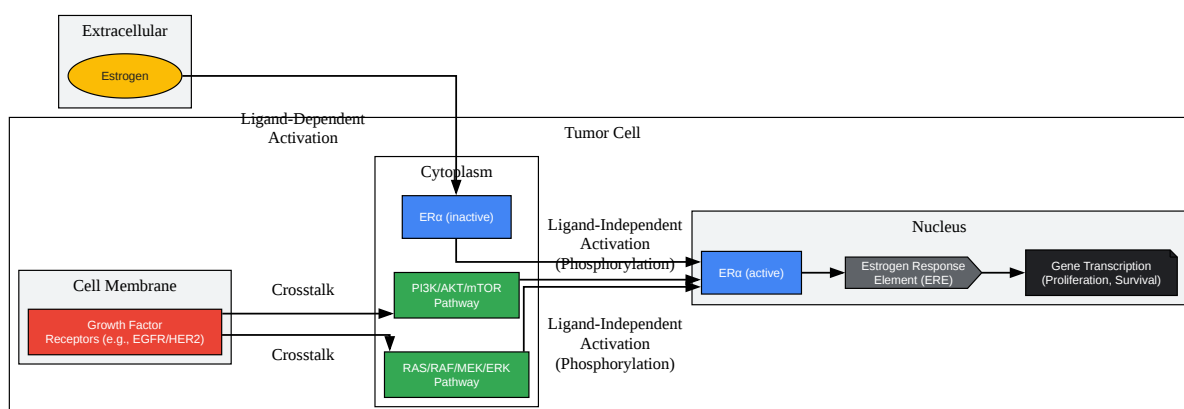 Extracellular
Estrogen
Ligand-Dependent
Activation
Tumor Cell
Cytoplasm
ERα (inactive)
Ligand-Independent
Activation
(Phosphorylation)
Nucleus
ERα (active)
Estrogen Response
Element (ERE)
Gene Transcription
(Proliferation, Survival)
Cell Membrane
Growth Factor
Receptors (e.g., EGFR/HER2)
Crosstalk
Crosstalk
PI3K/AKT/mTOR
Pathway
RAS/RAF/MEK/ERK
Pathway
Ligand-Independent
Activation
(Phosphorylation)